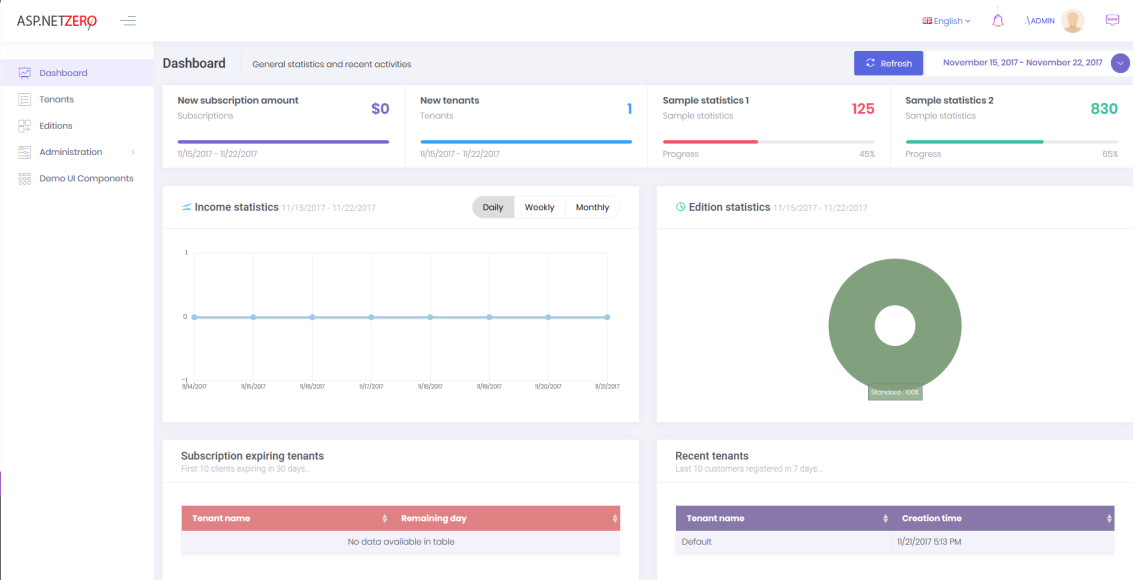 ASP.NETZERO
English
.\ADMIN
Dashboard
Tenants
Editions
Administration
Demo UI Components
Dashboard
General statistics and recent activities
Refresh
November 15, 2017 - November 22, 2017
New subscription amount
Subscriptions
$0
11/15/2017 - 11/22/2017
New tenants
Tenants
1
11/15/2017 - 11/22/2017
Sample statistics 1
Sample statistics
125
Progress
45%
Sample statistics 2
Sample statistics
830
Progress
65%
Income statistics 11/15/2017 - 11/22/2017
Daily
Weekly
Monthly
1
0
-1
11/14/2017
11/15/2017
11/16/2017
11/17/2017
11/18/2017
11/19/2017
11/20/2017
11/21/2017
Edition statistics 11/15/2017 - 11/22/2017
Standard : 100%
Subscription expiring tenants
First 10 clients expiring in 30 days...
Tenant name
Remaining day
No data available in table
Recent tenants
Last 10 customers registered in 7 days...
Tenant name
Creation time
Default
11/21/2017 5:13 PM